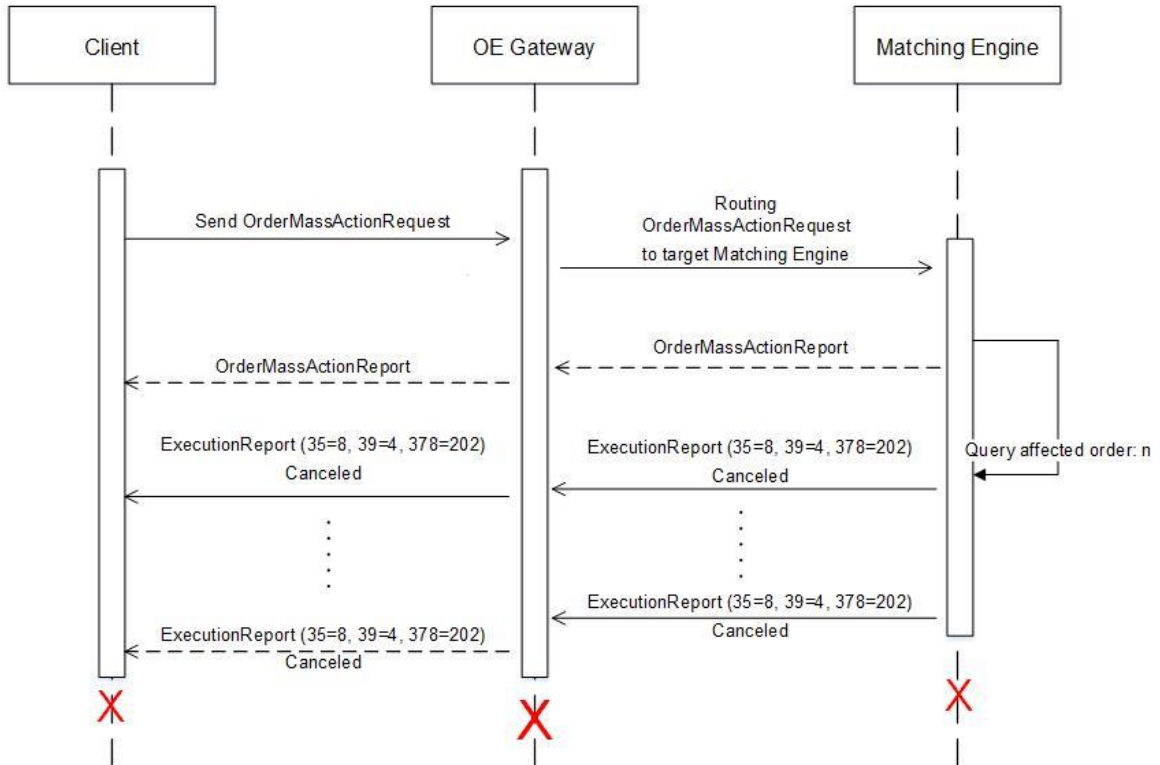 Client
OE Gateway
Matching Engine
Send OrderMassActionRequest
Routing
OrderMassActionRequest
to target Matching Engine
OrderMassActionReport
OrderMassActionReport
ExecutionReport (35=8, 39=4, 378=202)
Canceled
ExecutionReport (35=8, 39=4, 378=202)
Canceled
Query affected order: n
ExecutionReport (35=8, 39=4, 378=202)
Canceled
ExecutionReport (35=8, 39=4, 378=202)
Canceled